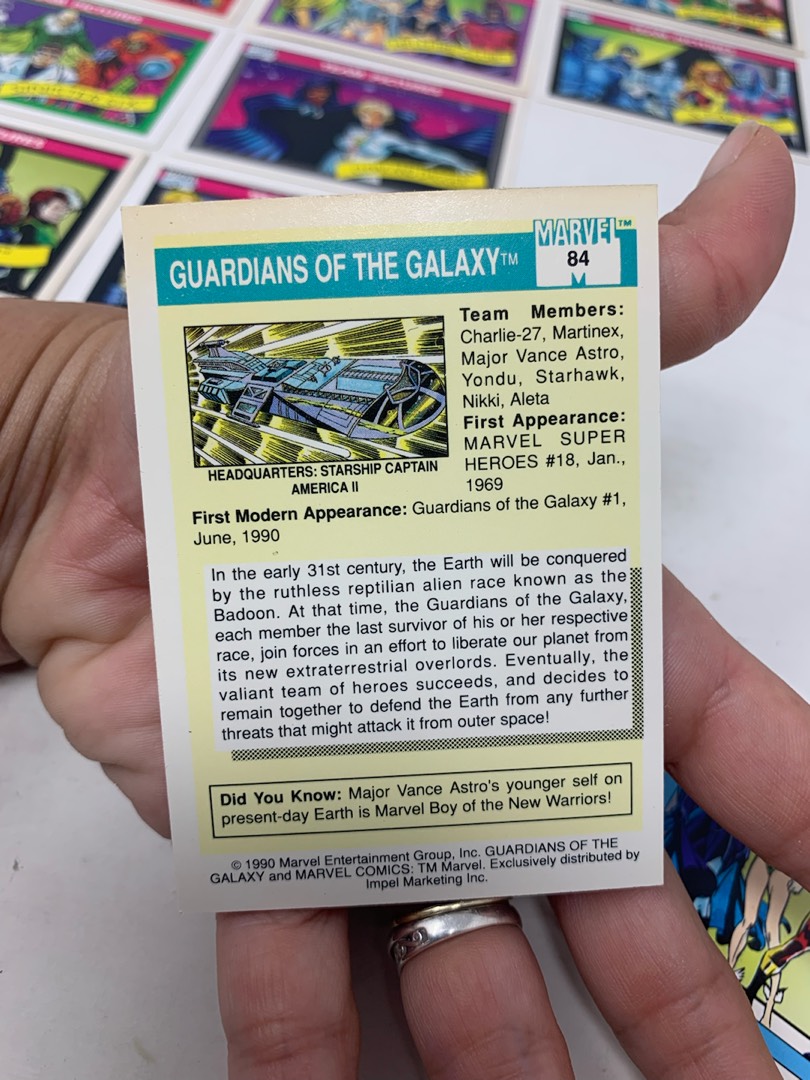 MARVEL™
84
GUARDIANS OF THE GALAXY™
Team Members:
Charlie-27, Martinex,
Major Vance Astro,
Yondu, Starhawk,
Nikki, Aleta
First Appearance:
MARVEL SUPER
HEROES #18, Jan.,
1969
HEADQUARTERS: STARSHIP CAPTAIN
AMERICA II
First Modern Appearance: Guardians of the Galaxy #1,
June, 1990
In the early 31st century, the Earth will be conquered
by the ruthless reptilian alien race known as the
Badoon. At that time, the Guardians of the Galaxy,
each member the last survivor of his or her respective
race, join forces in an effort to liberate our planet from
its new extraterrestrial overlords. Eventually, the
valiant team of heroes succeeds, and decides to
remain together to defend the Earth from any further
threats that might attack it from outer space!
Did You Know: Major Vance Astro's younger self on
present-day Earth is Marvel Boy of the New Warriors!
© 1990 Marvel Entertainment Group, Inc. GUARDIANS OF THE
GALAXY and MARVEL COMICS: TM Marvel. Exclusively distributed by
Impel Marketing Inc.